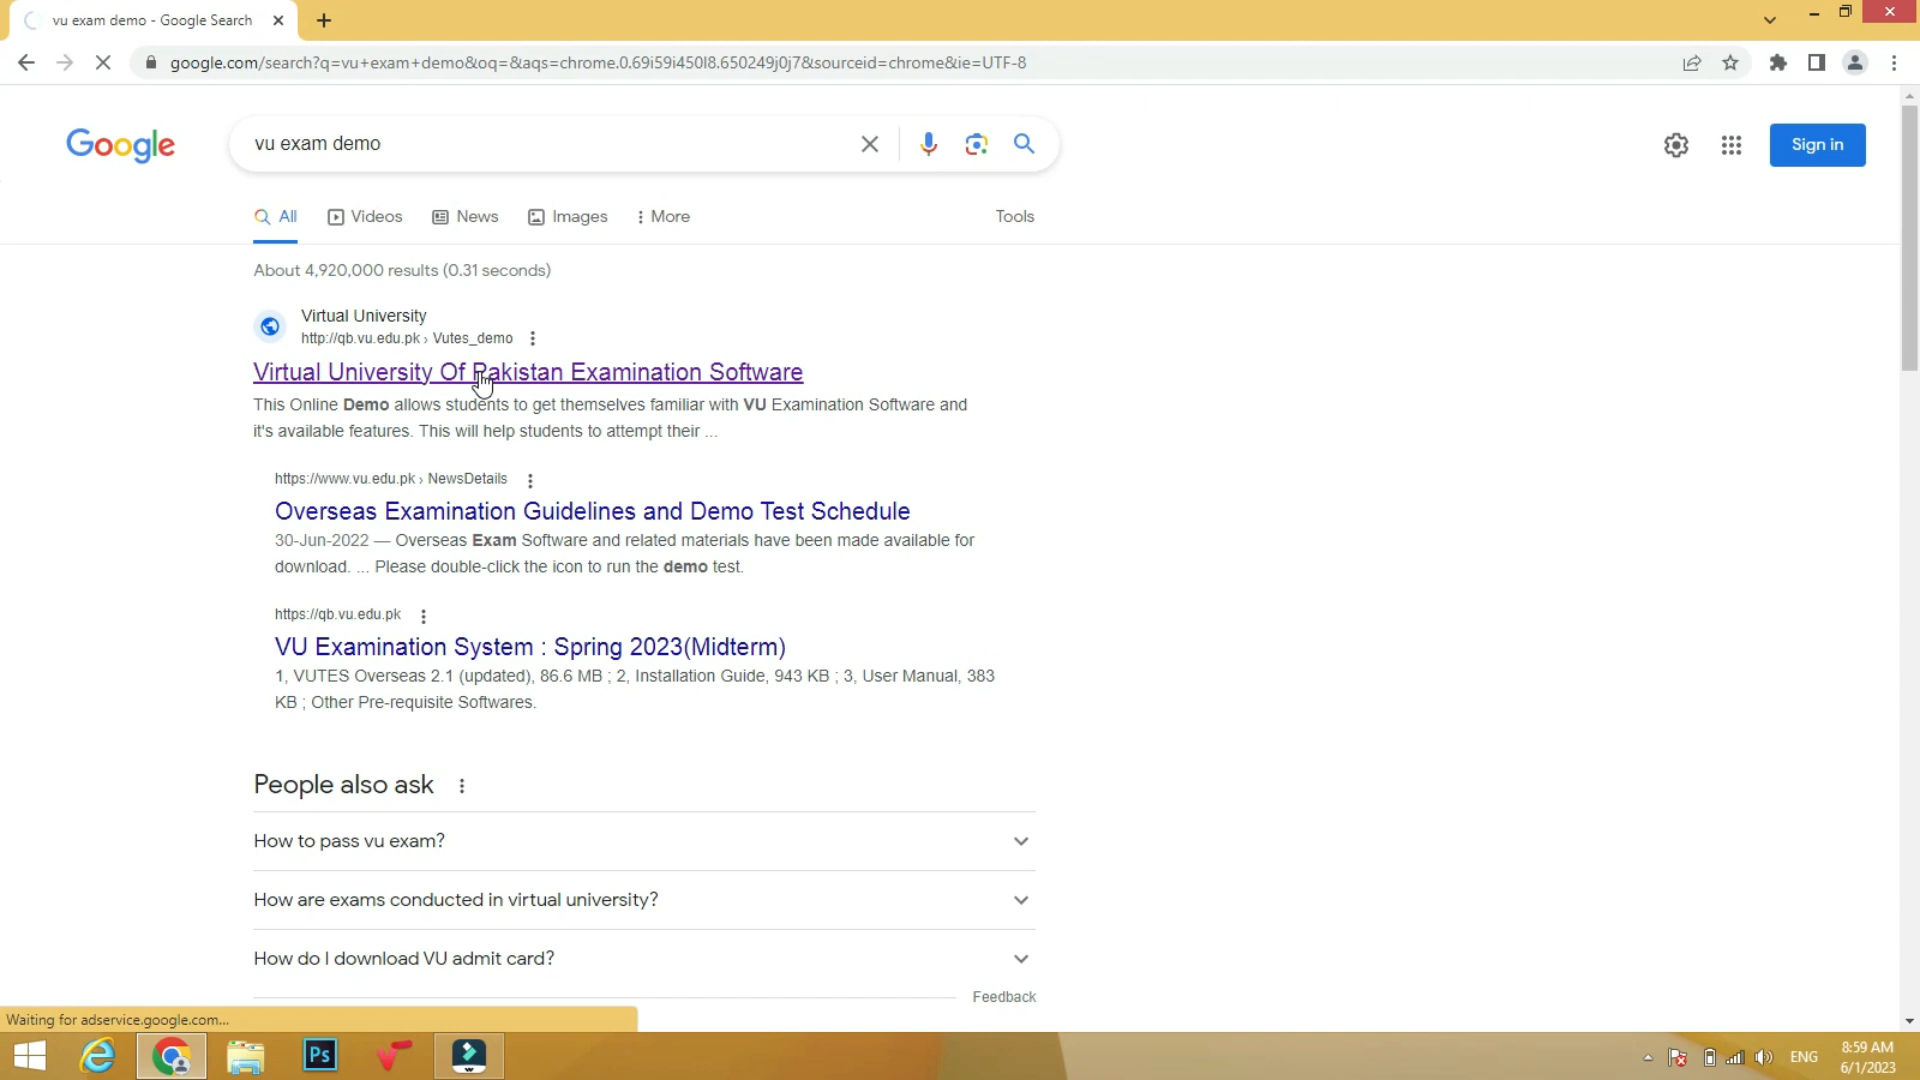 vu exam demo - Google Search
google.com/search?q=vu+exam+demo&oq=&aqs=chrome.0.69i59i450l8.650249j0j7&sourceid=chrome&ie=UTF-8
Google
vu exam demo
Sign in
All
Videos
News
Images
More
Tools
About 4,920,000 results (0.31 seconds)
Virtual University
http://qb.vu.edu.pk › Vutes_demo
Virtual University Of Pakistan Examination Software
This Online Demo allows students to get themselves familiar with VU Examination Software and
it's available features. This will help students to attempt their ...
https://www.vu.edu.pk › NewsDetails
Overseas Examination Guidelines and Demo Test Schedule
30-Jun-2022 — Overseas Exam Software and related materials have been made available for
download. ... Please double-click the icon to run the demo test.
https://qb.vu.edu.pk
VU Examination System : Spring 2023(Midterm)
1, VUTES Overseas 2.1 (updated), 86.6 MB ; 2, Installation Guide, 943 KB ; 3, User Manual, 383
KB ; Other Pre-requisite Softwares.
People also ask
How to pass vu exam?
How are exams conducted in virtual university?
How do I download VU admit card?
Feedback
Waiting for adservice.google.com...
Ps
ENG
8:59 AM
6/1/2023